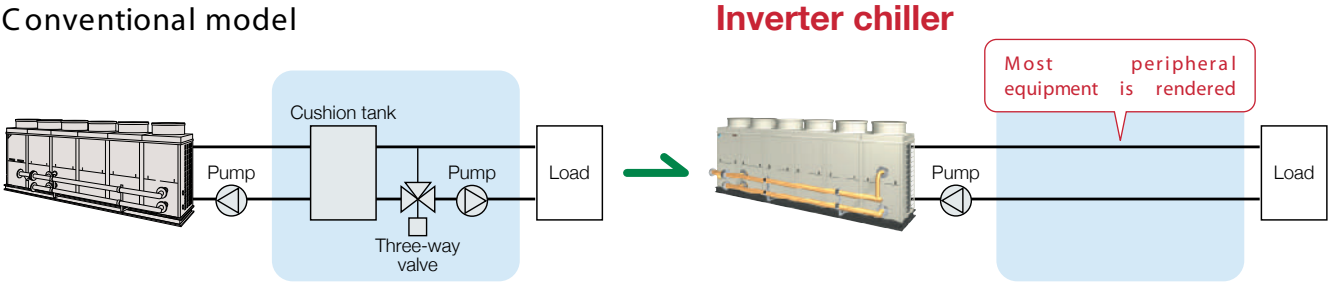 Conventional model
Cushion tank
Pump
Pump
Load
Three-way
valve
Inverter chiller
Most peripheral
equipment is rendered
Pump
Load